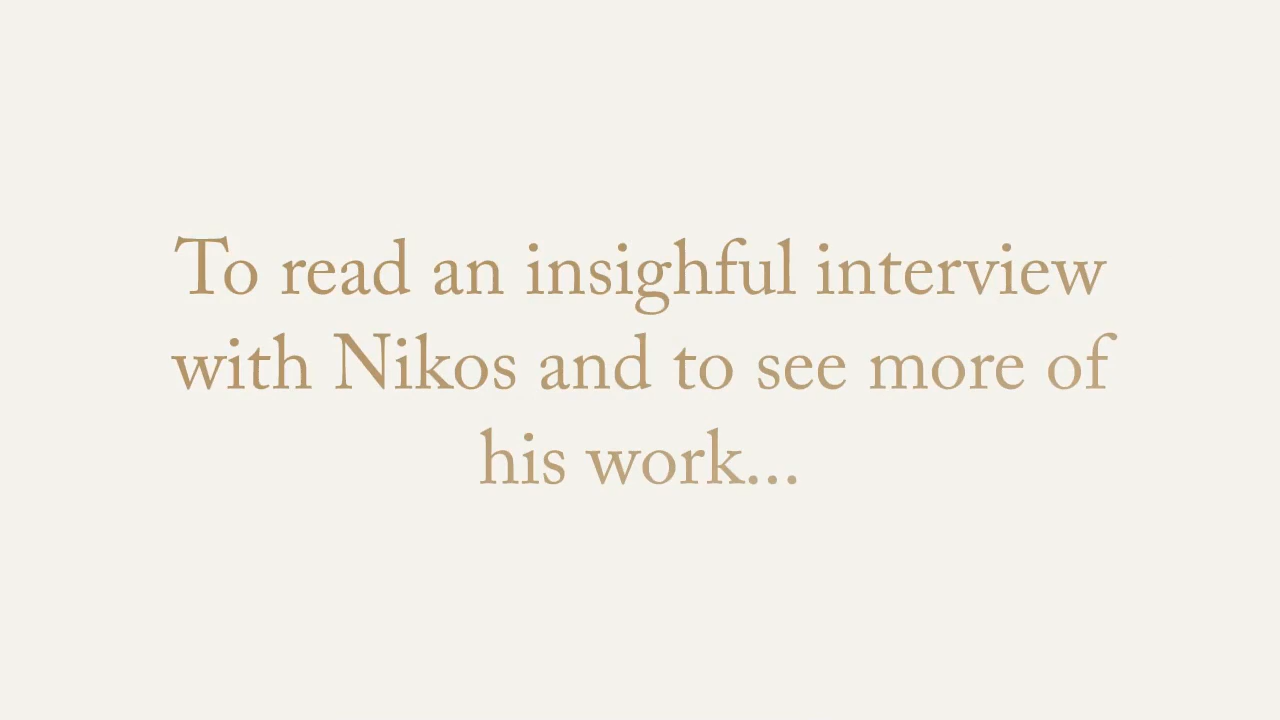 To read an insighful interview
with Nikos and to see more of
his work...